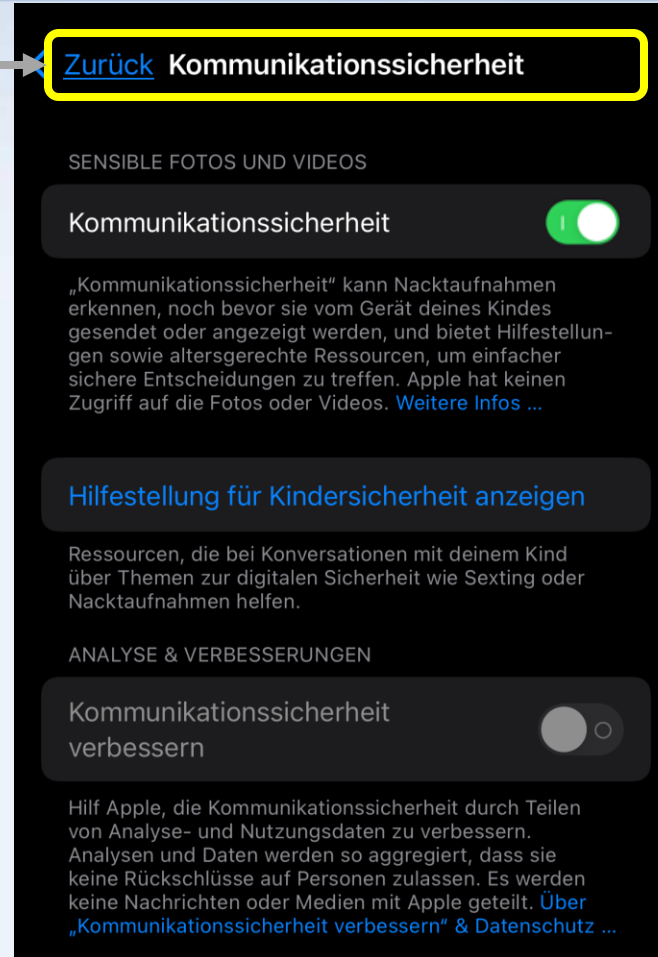 Zurück Kommunikationssicherheit
SENSIBLE FOTOS UND VIDEOS
Kommunikationssicherheit
„Kommunikationssicherheit“ kann Nacktaufnahmen
erkennen, noch bevor sie vom Gerät deines Kindes
gesendet oder angezeigt werden, und bietet Hilfestellun-
gen sowie altersgerechte Ressourcen, um einfacher
sichere Entscheidungen zu treffen. Apple hat keinen
Zugriff auf die Fotos oder Videos. Weitere Infos ...
Hilfestellung für Kindersicherheit anzeigen
Ressourcen, die bei Konversationen mit deinem Kind
über Themen zur digitalen Sicherheit wie Sexting oder
Nacktaufnahmen helfen.
ANALYSE & VERBESSERUNGEN
Kommunikationssicherheit
verbessern
Hilf Apple, die Kommunikationssicherheit durch Teilen
von Analyse- und Nutzungsdaten zu verbessern.
Analysen und Daten werden so aggregiert, dass sie
keine Rückschlüsse auf Personen zulassen. Es werden
keine Nachrichten oder Medien mit Apple geteilt. Über
„Kommunikationssicherheit verbessern“ & Datenschutz ...